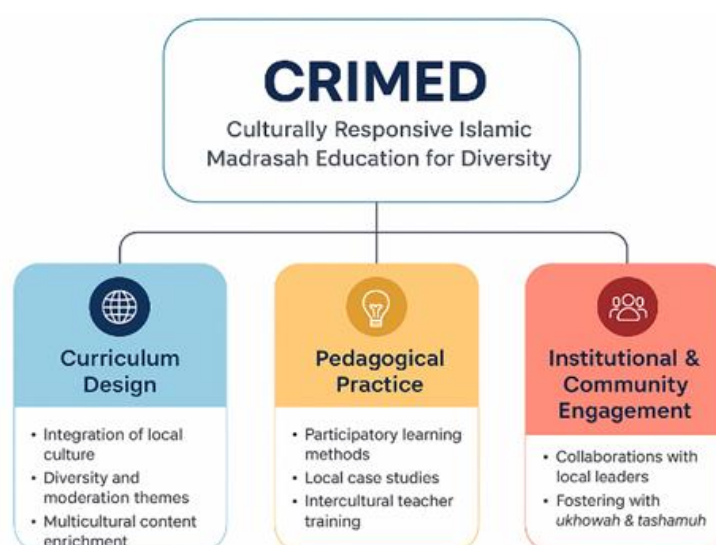 CRIMED
Culturally Responsive Islamic
Madrasah Education for Diversity
Curriculum
Design
• Integration of local
culture
• Diversity and
moderation themes
• Multicultural content
enrichment
Pedagogical
Practice
• Participatory learning
methods
• Local case studies
• Intercultural teacher
training
Institutional &
Community
Engagement
• Collaborations with
local leaders
• Fostering with
ukhowah & tashamuh